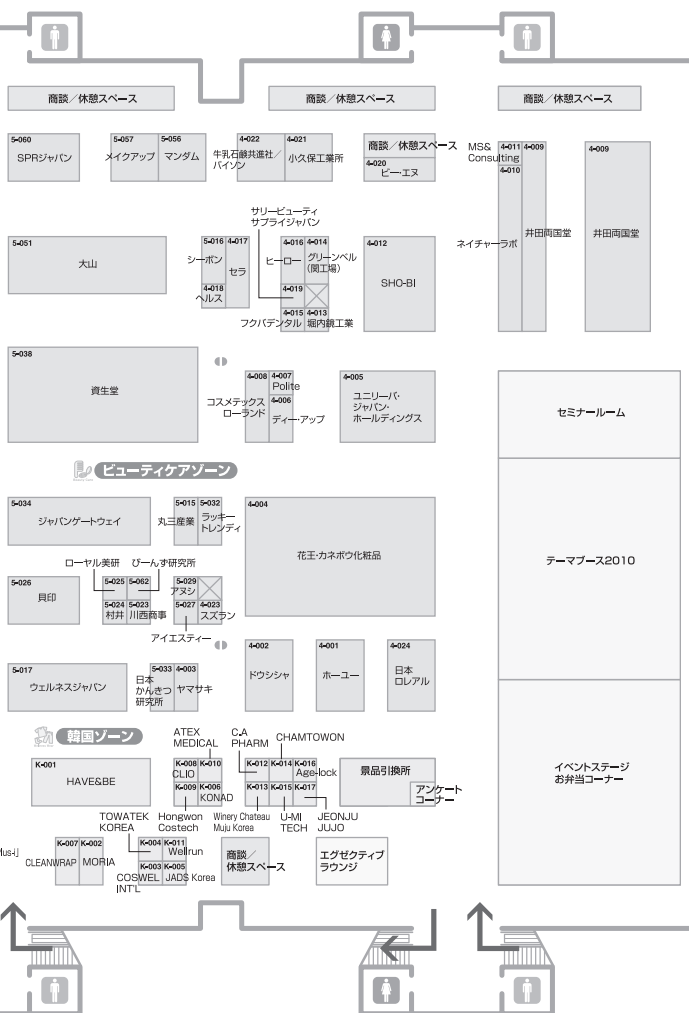 商談／休憩スペース
商談／休憩スペース
商談／休憩スペース
5-060
SPRジャパン
5-057
メイクアップ
5-056
マンダム
4-022
牛乳石鹸共進社／
バイソン
4-021
小久保工業所
商談／休憩スペース
4-020
ビー・エヌ
MS&
Consulting
4-011
4-010
ネイチャーラボ
4-009
井田両国堂
4-009
井田両国堂
サリービューティ
サプライジャパン
5-051
大山
5-016
シーボン
4-017
セラ
4-018
ヘルス
4-016
ヒーロー
4-014
グリーンベル
（関工場）
4-019
4-015
フクバデンタル
4-013
堀内鏡工業
4-012
SHO-BI
5-038
資生堂
4-008
コスメテックス
ローランド
4-007
Polite
4-006
ディー・アップ
4-005
ユニリーバ・
ジャパン・
ホールディングス
セミナールーム
ビューティケアゾーン
5-034
ジャパンゲートウェイ
5-015
丸三産業
5-032
ラッキー
トレンディ
4-004
花王・カネボウ化粧品
テーマブース2010
ローヤル美研
びーんず研究所
5-026
貝印
5-025
5-062
5-024
村井
5-023
川西商事
5-029
アヌシ
5-027
4-023
スズラン
アイエスティー
5-017
ウェルネスジャパン
5-033
日本
かんきつ
研究所
4-003
ヤマサキ
4-002
ドウシシャ
4-001
ホーユー
4-024
日本
ロレアル
韓国ゾーン
ATEX
MEDICAL
C.A
PHARM
CHAMTOWON
K-001
HAVE&BE
K-008
CLIO
K-010
K-009
K-006
KONAD
K-012
K-014
K-016
Age-lock
K-013
K-015
K-017
景品引換所
アンケート
コーナー
イベントステージ
お弁当コーナー
TOWATEK
KOREA
Hongwon
Costech
Winery Chateau
Muju Korea
U-MI
TECH
JEONJU
JUJO
Mus-i」
K-007
CLEANWRAP
K-002
MORIA
K-004
K-011
Wellrun
K-003
COSWEL
INT'L
K-005
JADS Korea
商談／
休憩スペース
エグゼクティブ
ラウンジ